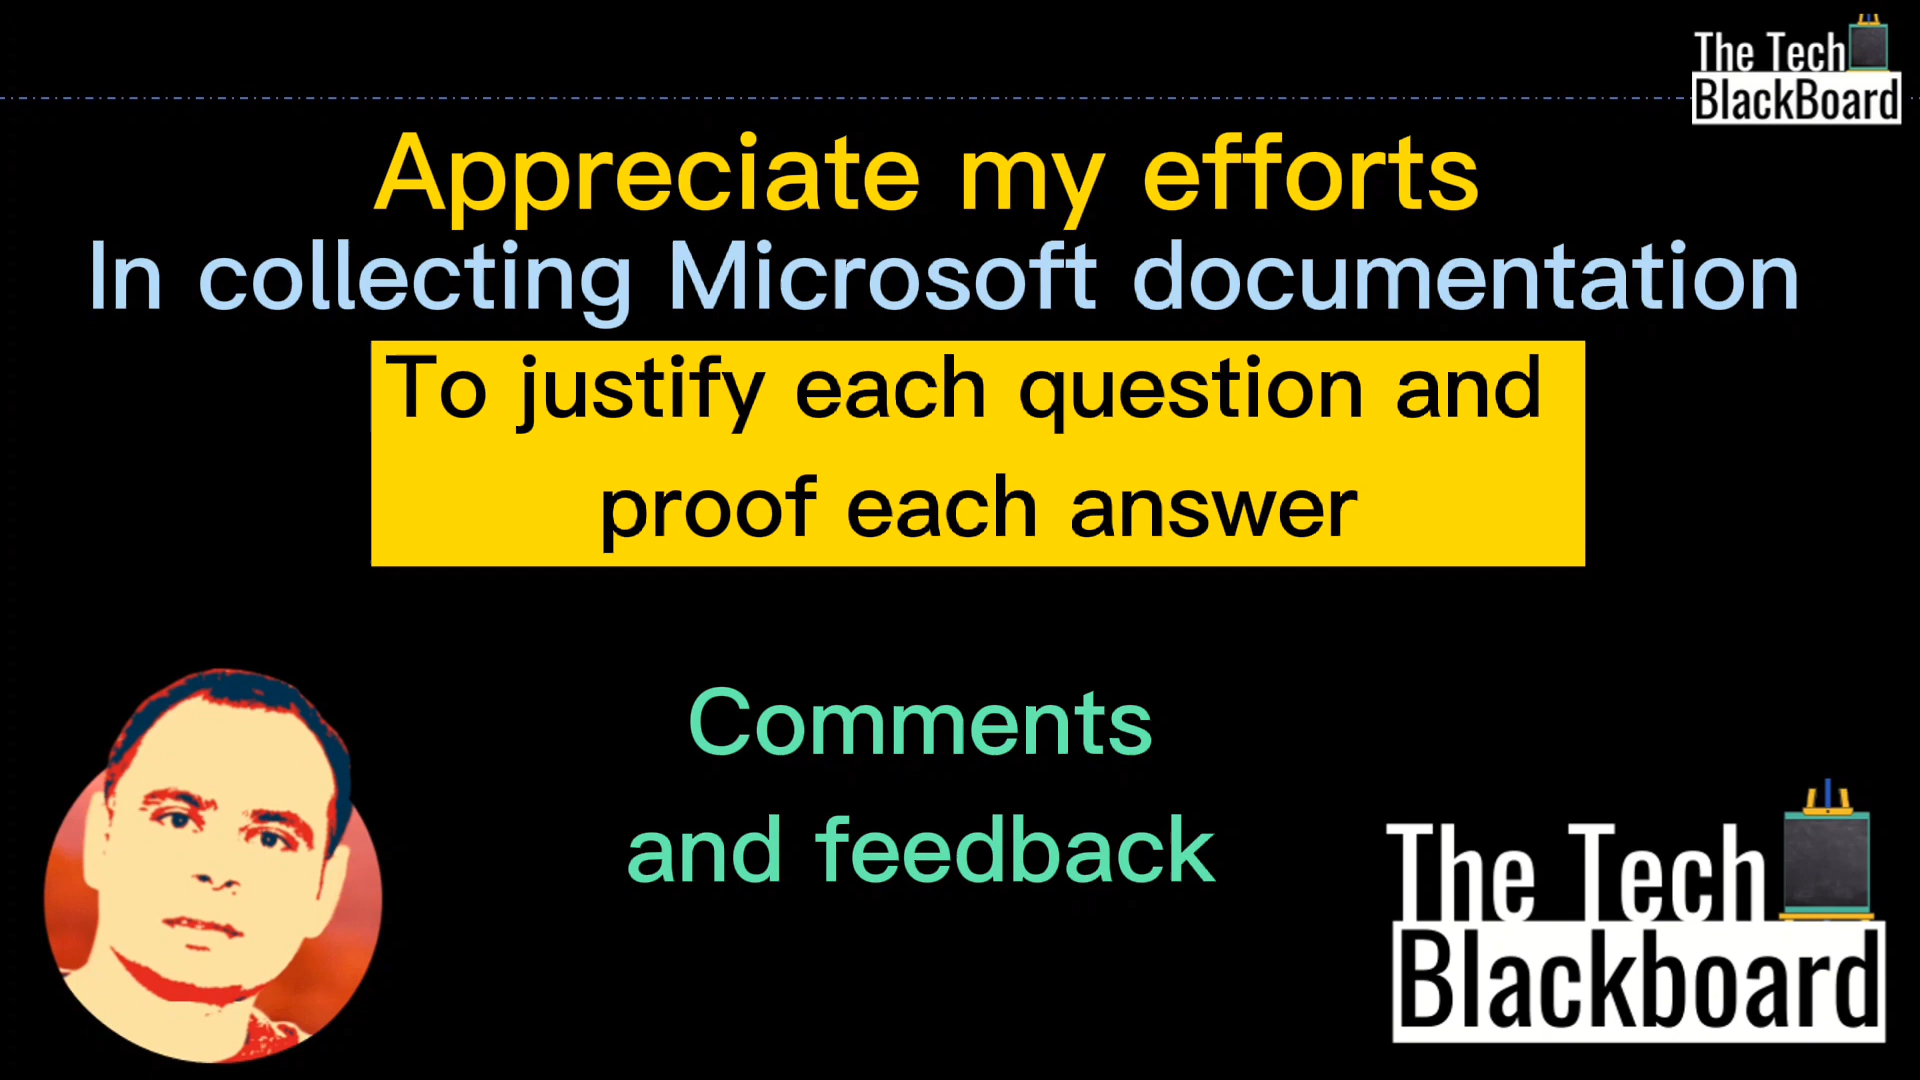 The Tech
BlackBoard
Appreciate my efforts
In collecting Microsoft documentation
To justify each question and
proof each answer
Comments
and feedback
The Tech
Blackboard